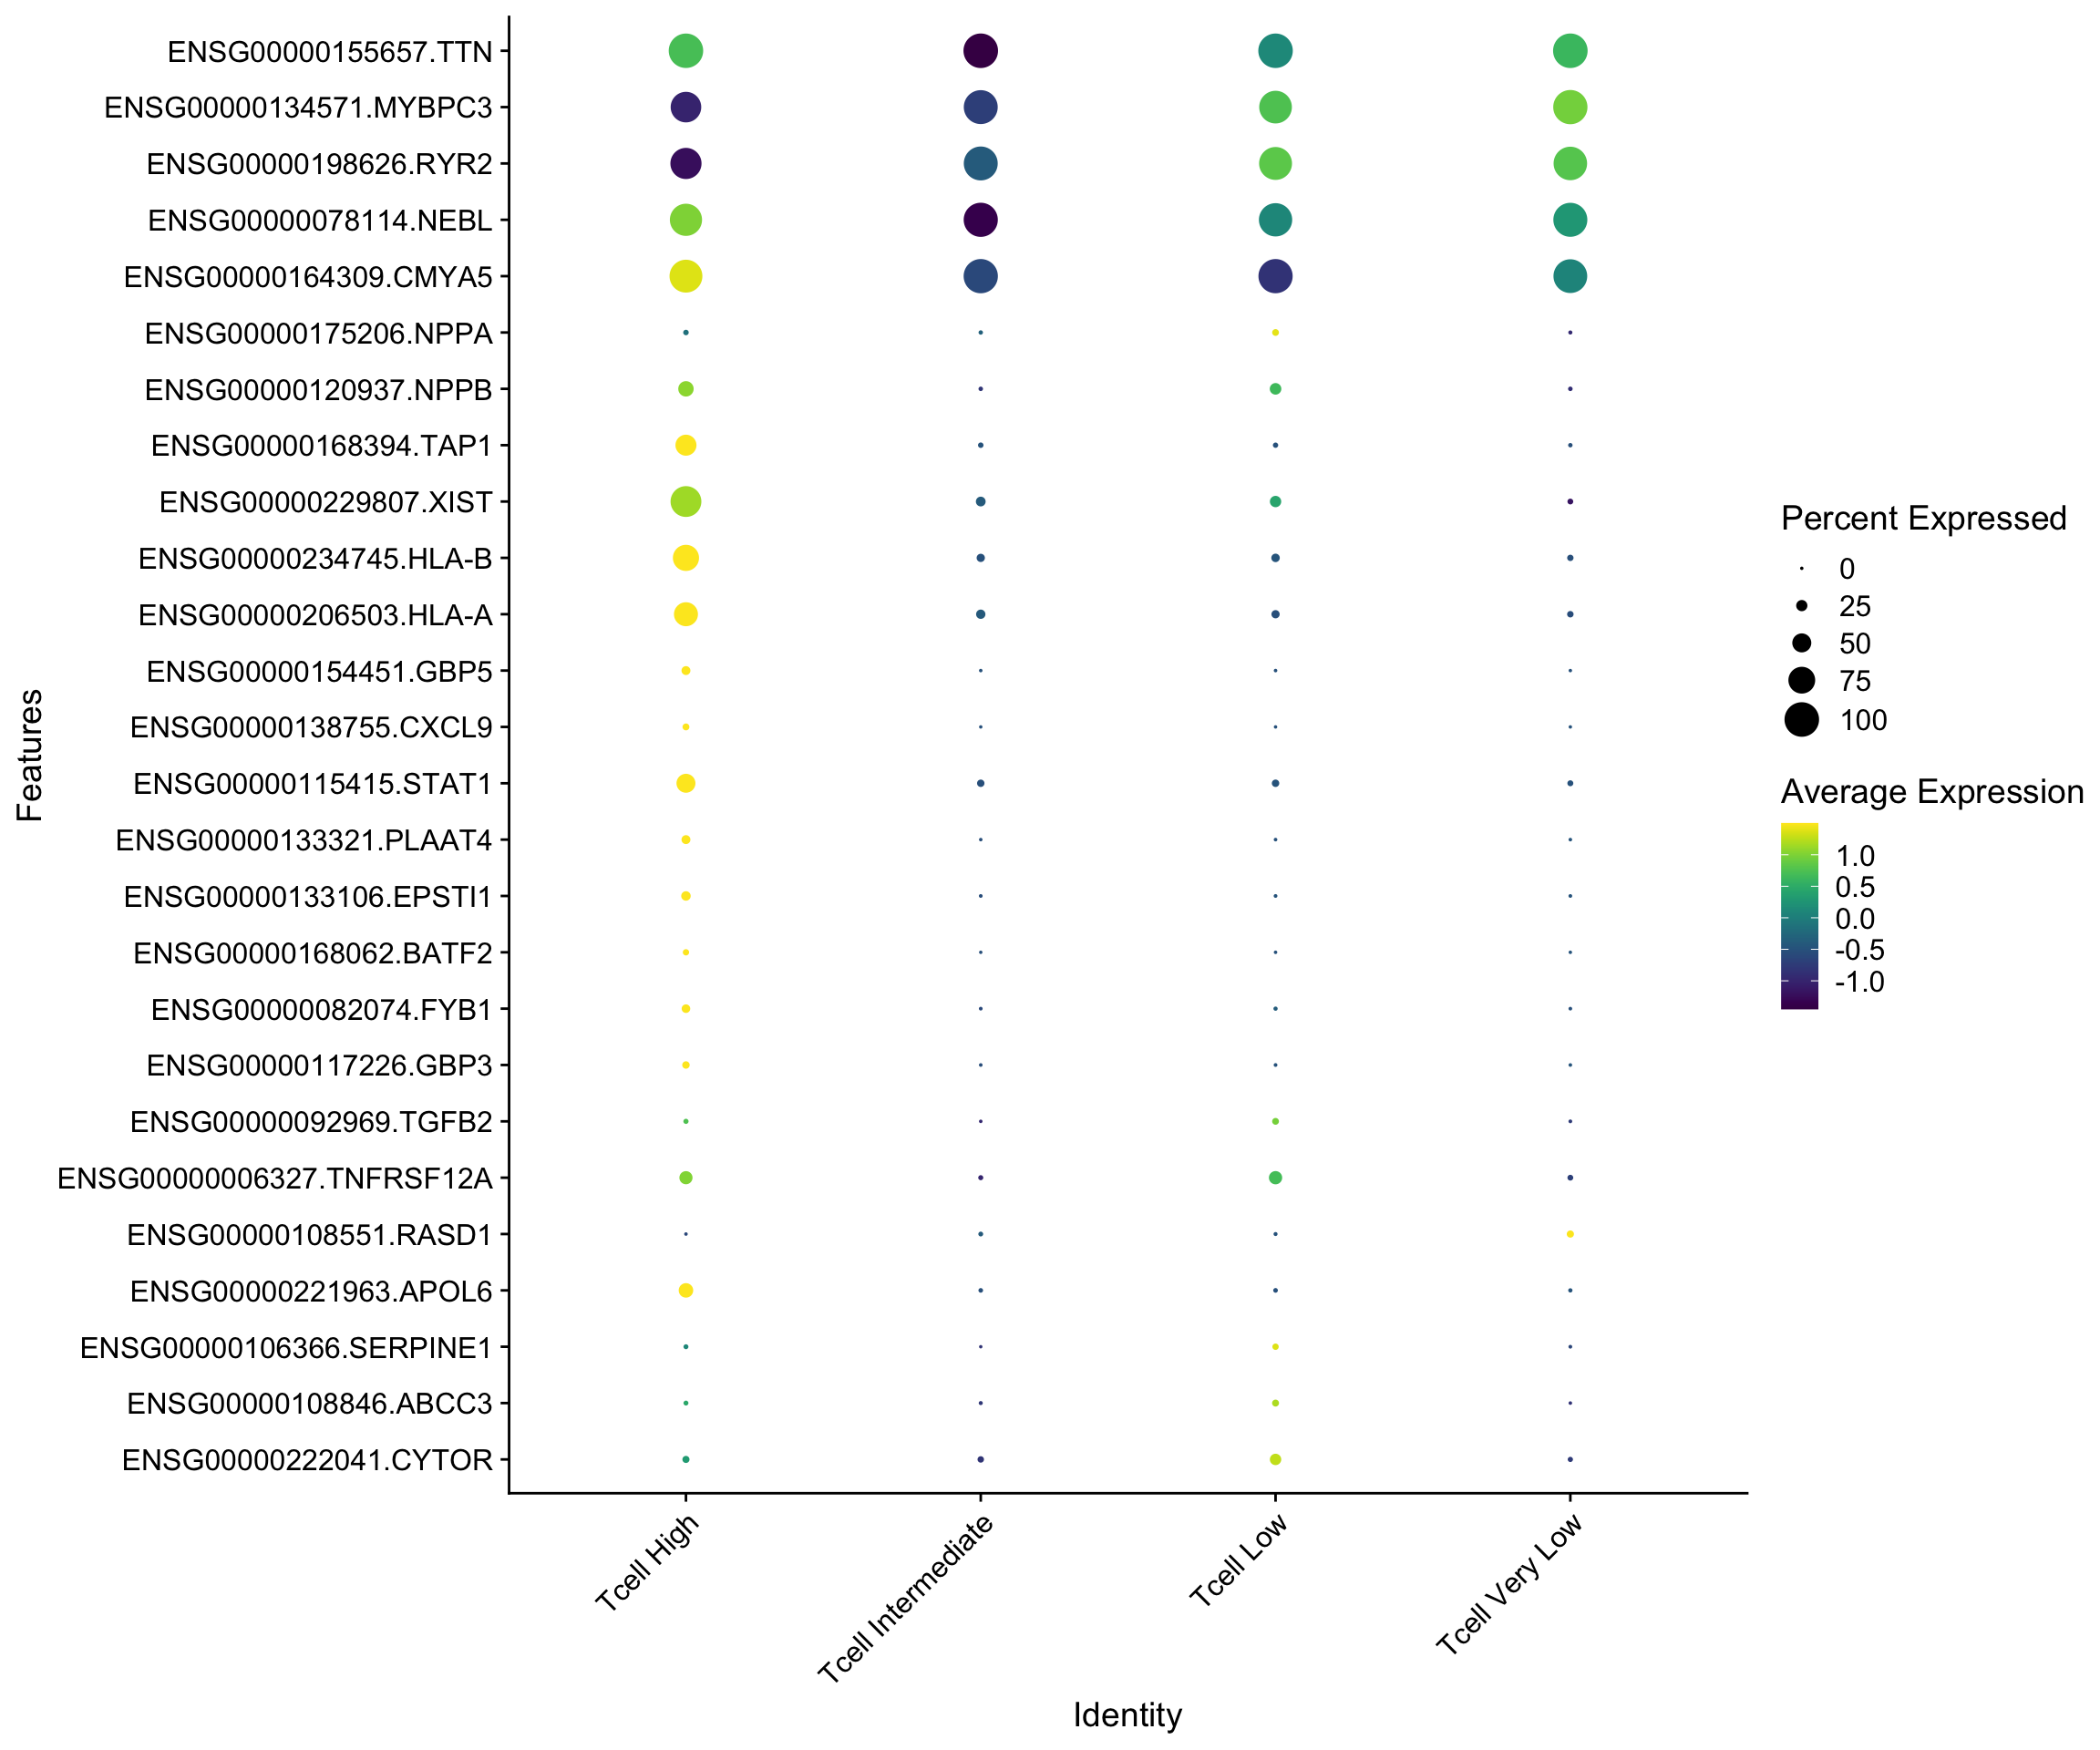 ENSG00000155657.TTN
ENSG00000134571.MYBPC3
ENSG00000198626.RYR2
ENSG00000078114.NEBL
ENSG00000164309.CMYA5
ENSG00000175206.NPPA
ENSG00000120937.NPPB
ENSG00000168394.TAP1
ENSG00000229807.XIST
ENSG00000234745.HLA-B
ENSG00000206503.HLA-A
ENSG00000154451.GBP5
ENSG00000138755.CXCL9
ENSG00000115415.STAT1
ENSG00000133321.PLAAT4
ENSG00000133106.EPSTI1
ENSG00000168062.BATF2
ENSG00000082074.FYB1
ENSG00000117226.GBP3
ENSG00000092969.TGFB2
ENSG00000006327.TNFRSF12A
ENSG00000108551.RASD1
ENSG00000221963.APOL6
ENSG00000106366.SERPINE1
ENSG00000108846.ABCC3
ENSG00000222041.CYTOR
Features
Tcell High
Tcell Intermediate
Tcell Low
Tcell Very Low
Identity
Percent Expressed
0
25
50
75
100
Average Expression
1.0
0.5
0.0
-0.5
-1.0